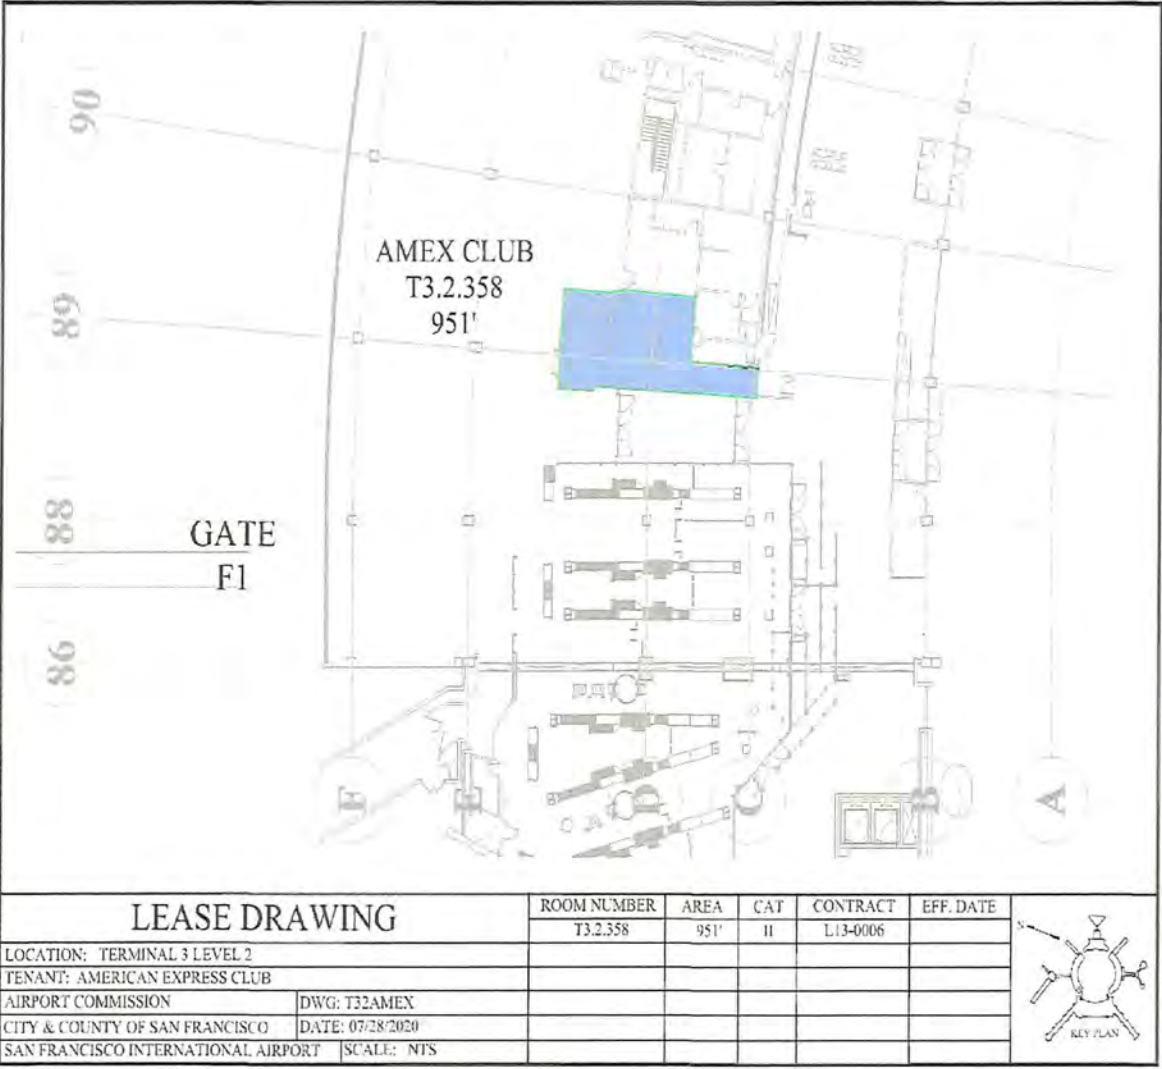 90
AMEX CLUB
T3.2.358
951'
89
88
GATE
F1
86
E
B
A
LEASE DRAWING
ROOM NUMBER AREA CAT CONTRACT EFF. DATE
T3.2.358 951' II L13-0006
LOCATION: TERMINAL 3 LEVEL 2
TENANT: AMERICAN EXPRESS CLUB
AIRPORT COMMISSION DWG: T32AMEX
CITY & COUNTY OF SAN FRANCISCO DATE: 07/28/2020
SAN FRANCISCO INTERNATIONAL AIRPORT SCALE: NTS
KEY PLAN